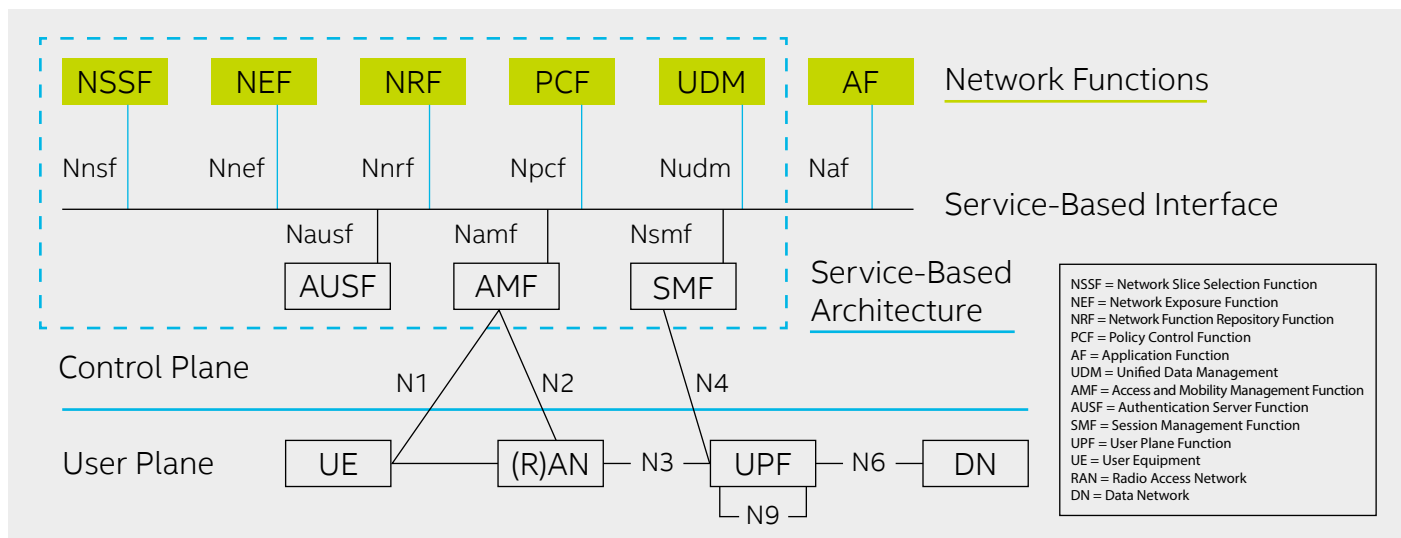 NSSF NEF NRF PCF UDM AF Network Functions
Nnsf Nnef Nnrf Npcf Nudm Naf
Service-Based Interface
Nausf Namf Nsmf
AUSF AMF SMF
Service-Based
Architecture
Control Plane
N1 N2 N4
User Plane UE (R)AN N3 UPF N6 DN
N9
NSSF = Network Slice Selection Function
NEF = Network Exposure Function
NRF = Network Function Repository Function
PCF = Policy Control Function
AF = Application Function
UDM = Unified Data Management
AMF = Access and Mobility Management Function
AUSF = Authentication Server Function
SMF = Session Management Function
UPF = User Plane Function
UE = User Equipment
RAN = Radio Access Network
DN = Data Network